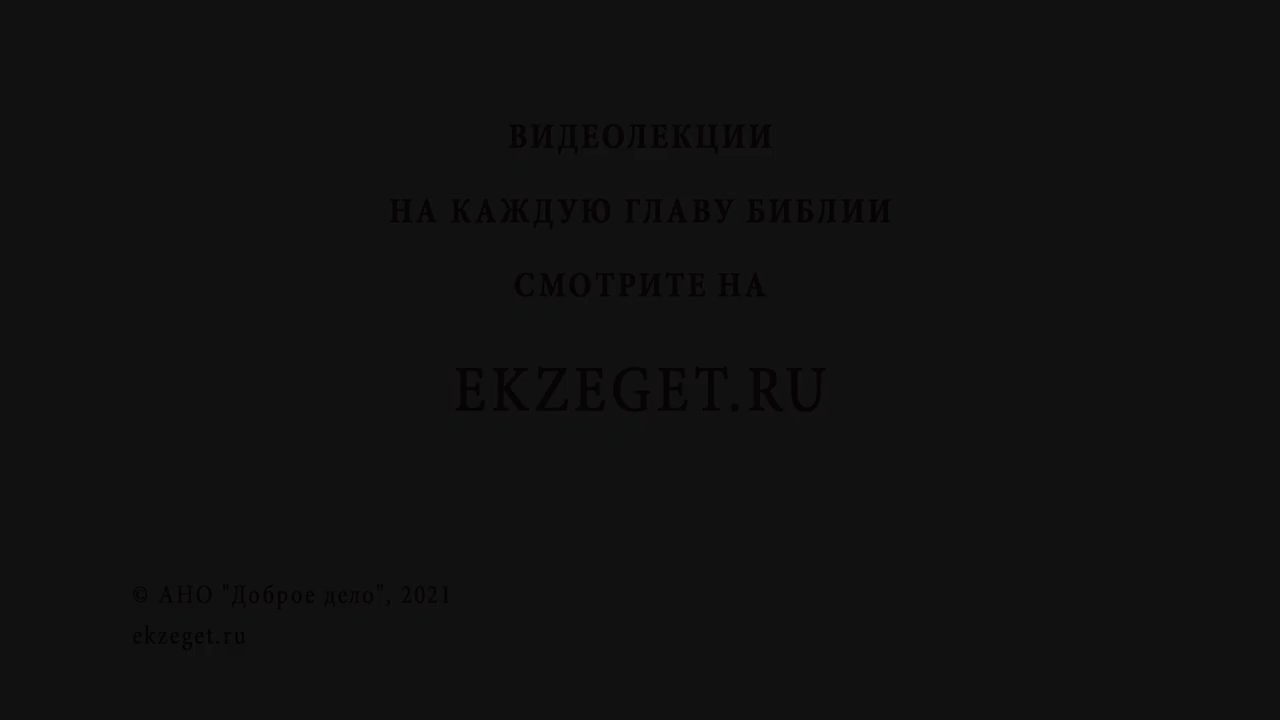 ВИДЕОЛЕКЦИИ
НА КАЖДУЮ ГЛАВУ БИБЛИИ
СМОТРИТЕ НА
EKZEGET.RU
© АНО "Доброе дело", 2021
ekzeget.ru